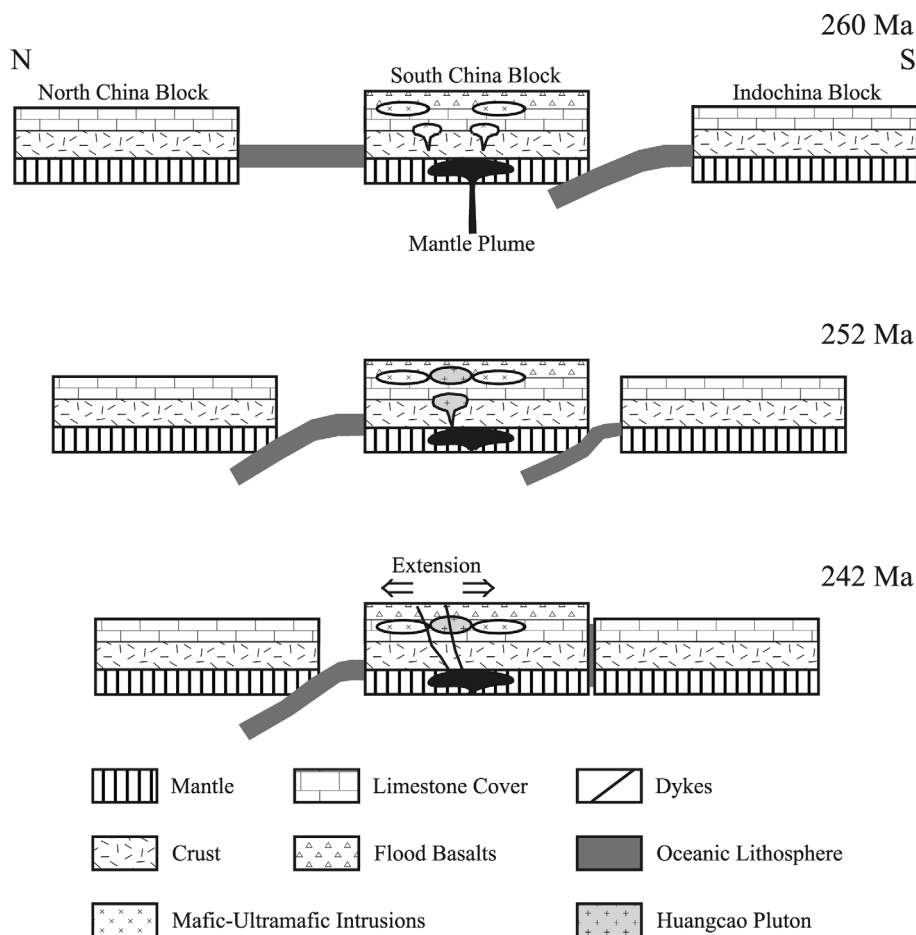 260 Ma
N
S
North China Block
South China Block
Indochina Block
Mantle Plume
252 Ma
Extension
242 Ma
Mantle
Limestone Cover
Dykes
Crust
Flood Basalts
Oceanic Lithosphere
Mafic-Ultramafic Intrusions
Huangcao Pluton